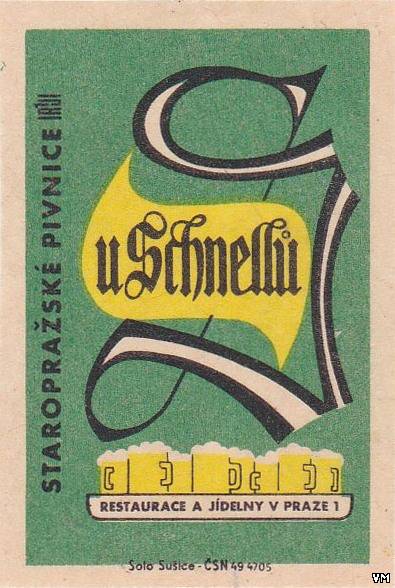 STAROPRAŽSKÉ PIVNICE
S
u Schnellů
RESTAURACE A JÍDELNY V PRAZE 1
Solo Sušice - ČSN 49 4705
VM